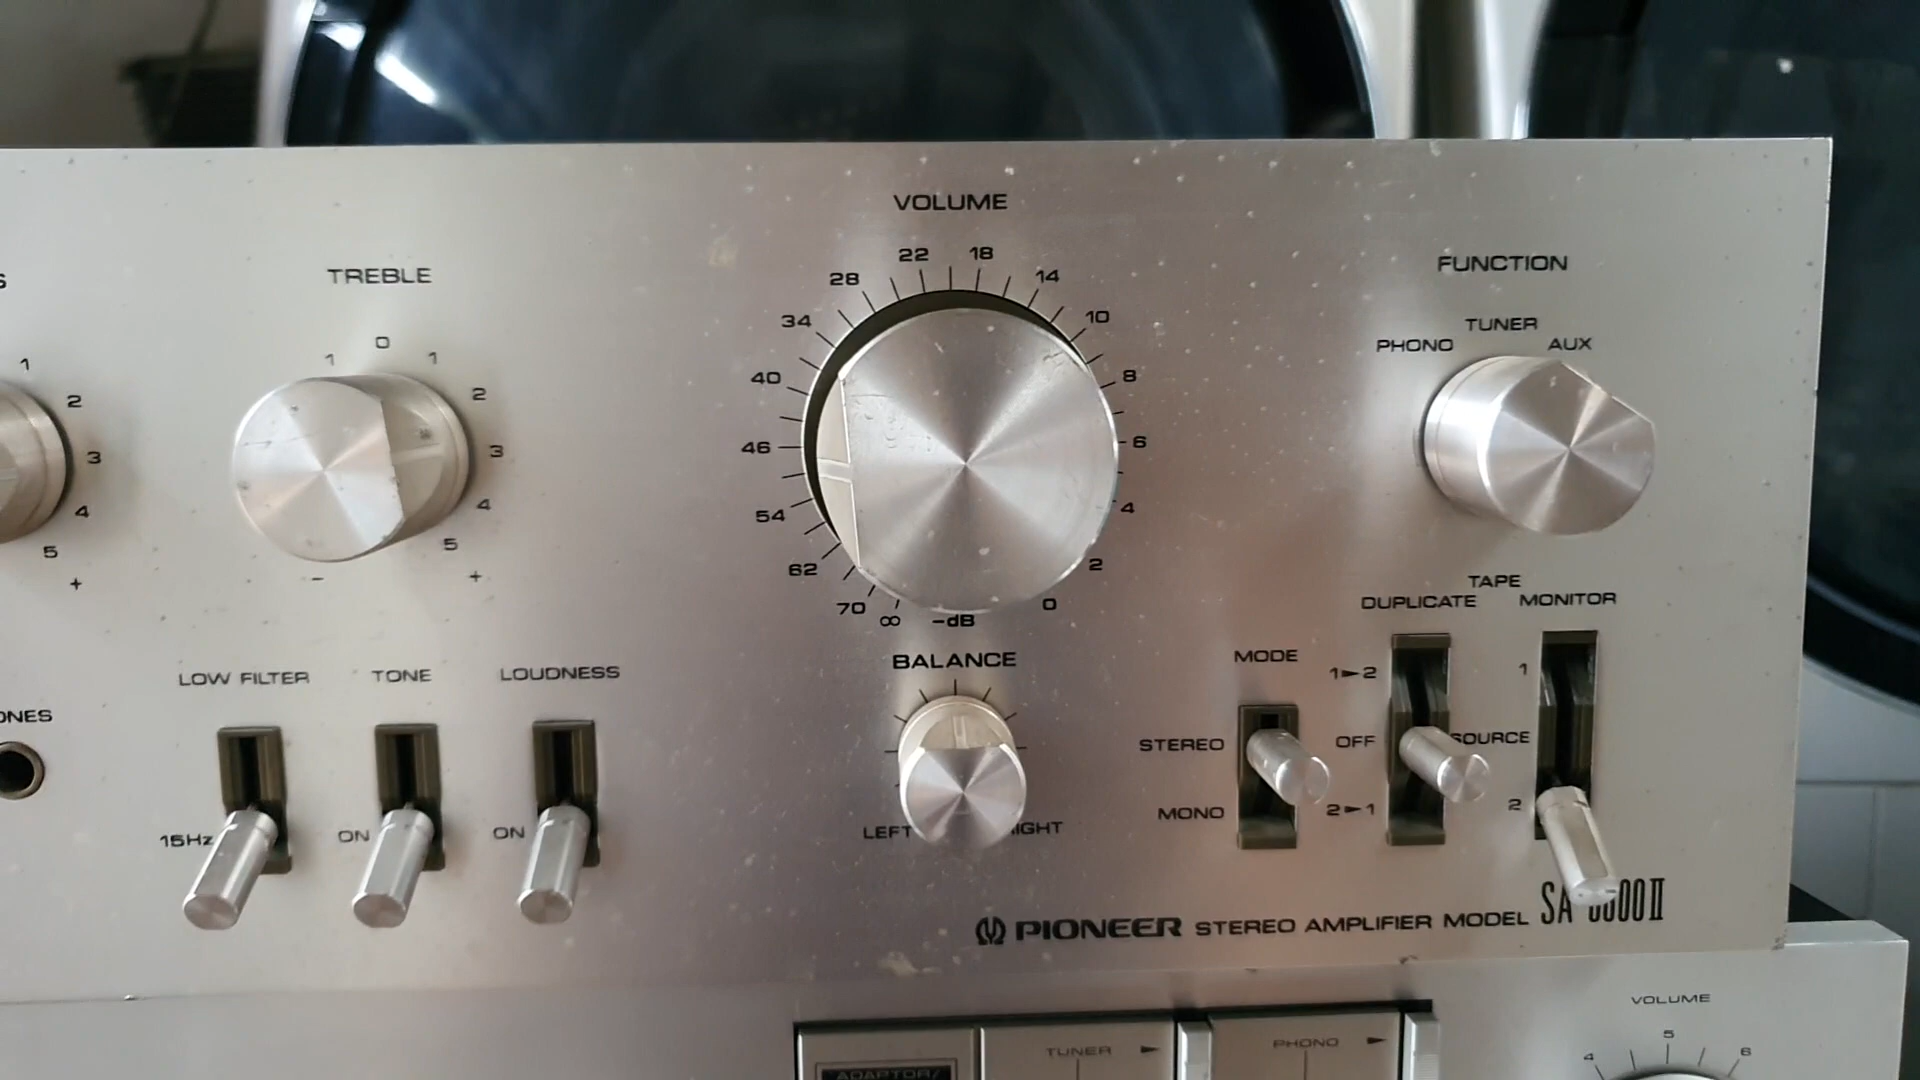 VOLUME
22 18
28 14
34 10
40 8
46 6
54 4
62 2
70 0
∞ -dB
TREBLE
0
1 1
2
3
4
5
- +
1
2
3
4
5
+
FUNCTION
TUNER
PHONO AUX
TAPE
DUPLICATE MONITOR
1►2 1
OFF SOURCE
2►1 2
MODE
STEREO
MONO
BALANCE
LEFT
LOW FILTER TONE LOUDNESS
15Hz ON ON
PIONEER STEREO AMPLIFIER MODEL
VOLUME
4 5 6
TUNER ► PHONO ►
ADAPTOR/